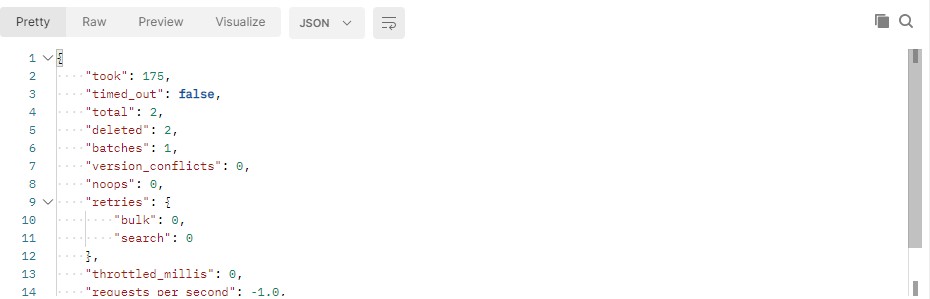 Pretty Raw Preview Visualize JSON
1 {
2 "took": 175,
3 "timed_out": false,
4 "total": 2,
5 "deleted": 2,
6 "batches": 1,
7 "version_conflicts": 0,
8 "noops": 0,
9 "retries": {
10 "bulk": 0,
11 "search": 0
12 },
13 "throttled_millis": 0,
14 "requests_per_second": -1.0,